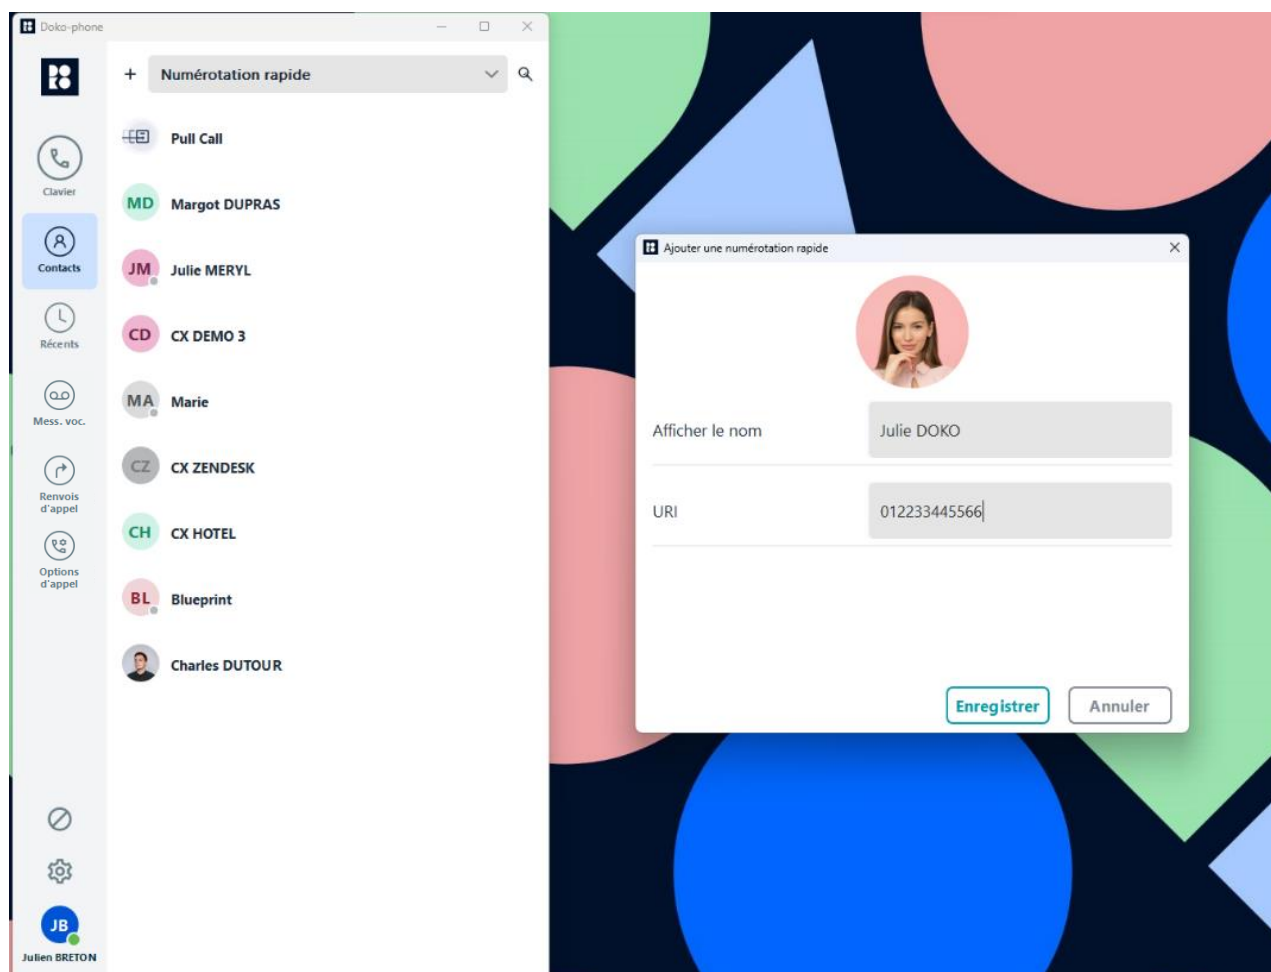 Doko-phone
Numérotation rapide
Pull Call
MD Margot DUPRAS
JM Julie MERYL
CD CX DEMO 3
MA Marie
CZ CX ZENDESK
CH CX HOTEL
BL Blueprint
Charles DUTOUR
Clavier
Contacts
Récents
Mess. voc.
Renvois
d'appel
Options
d'appel
JB
Julien BRETON
Ajouter une numérotation rapide
Afficher le nom Julie DOKO
URI 012233445566
Enregistrer Annuler